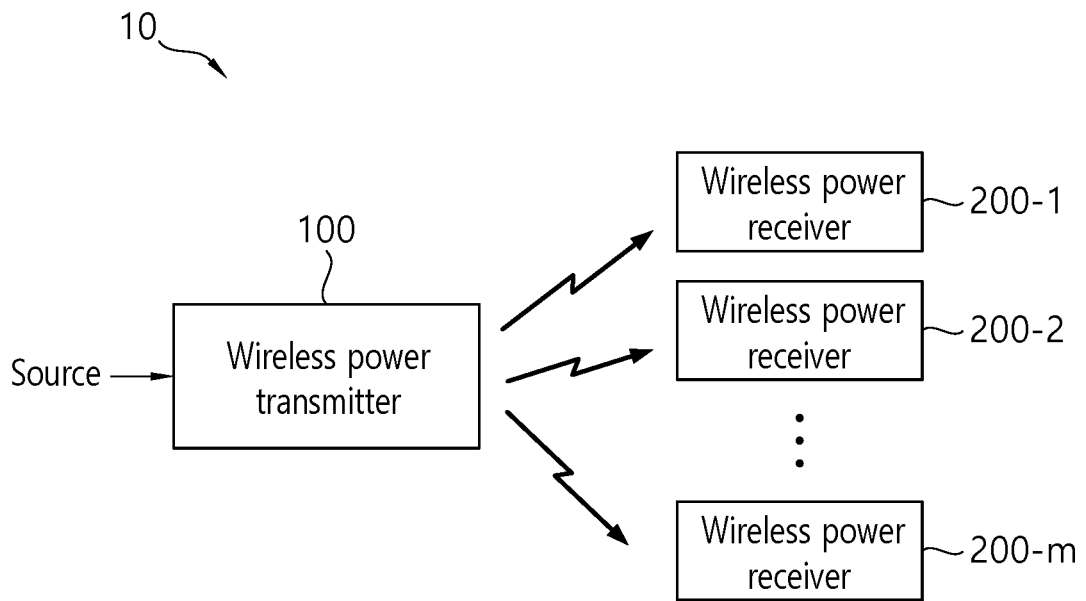 10
100
Source
Wireless power
transmitter
Wireless power
receiver
200-1
Wireless power
receiver
200-2
Wireless power
receiver
200-m